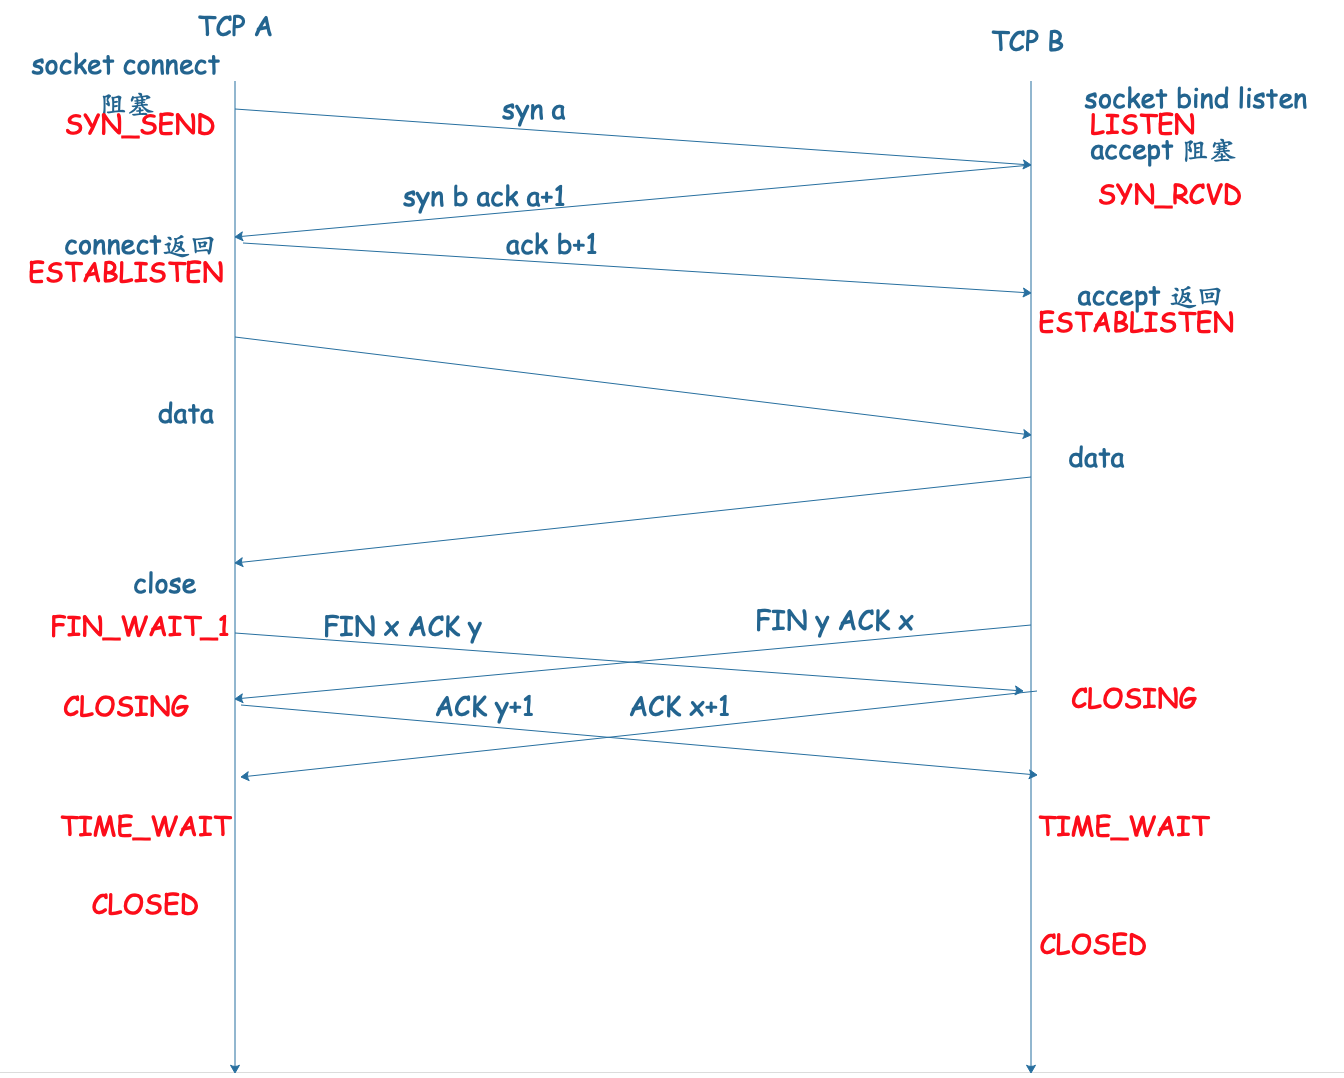 TCP A
TCP B
socket connect
阻塞
SYN_SEND
syn a
socket bind listen
LISTEN
accept 阻塞
SYN_RCVD
syn b ack a+1
connect返回
ESTABLISTEN
ack b+1
accept 返回
ESTABLISTEN
data
data
close
FIN_WAIT_1
FIN x ACK y
FIN y ACK x
CLOSING
ACK y+1
ACK x+1
CLOSING
TIME_WAIT
TIME_WAIT
CLOSED
CLOSED